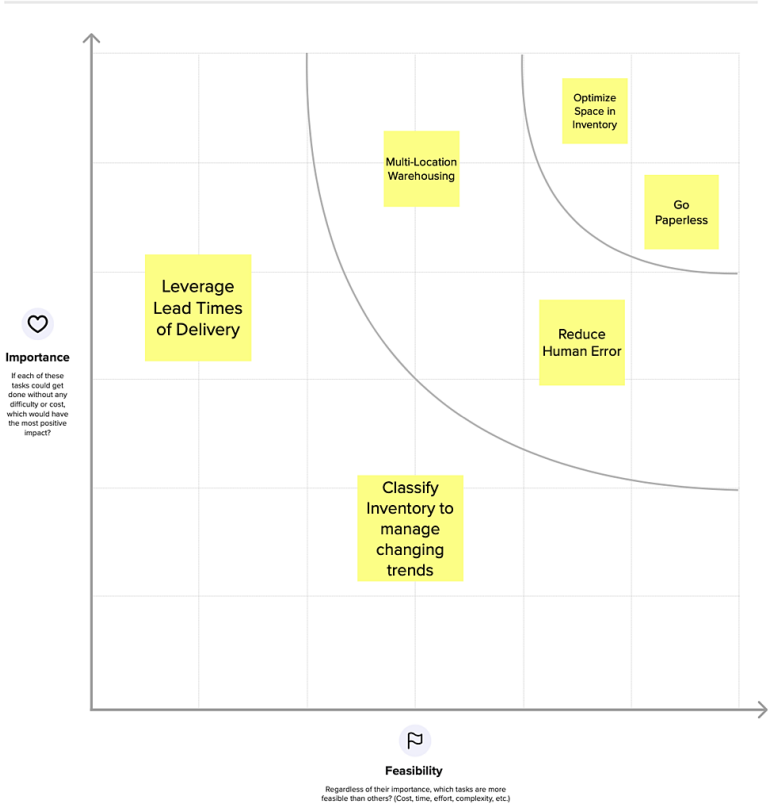 Optimize
Space in
Inventory
Multi-Location
Warehousing
Go
Paperless
Leverage
Lead Times
of Delivery
Reduce
Human Error
Importance
If each of these
tasks could get
done without any
difficulty or cost,
which would have
the most positive
impact?
Classify
Inventory to
manage
changing
trends
Feasibility
Regardless of their importance, which tasks are more
feasible than others? (Cost, time, effort, complexity, etc.)